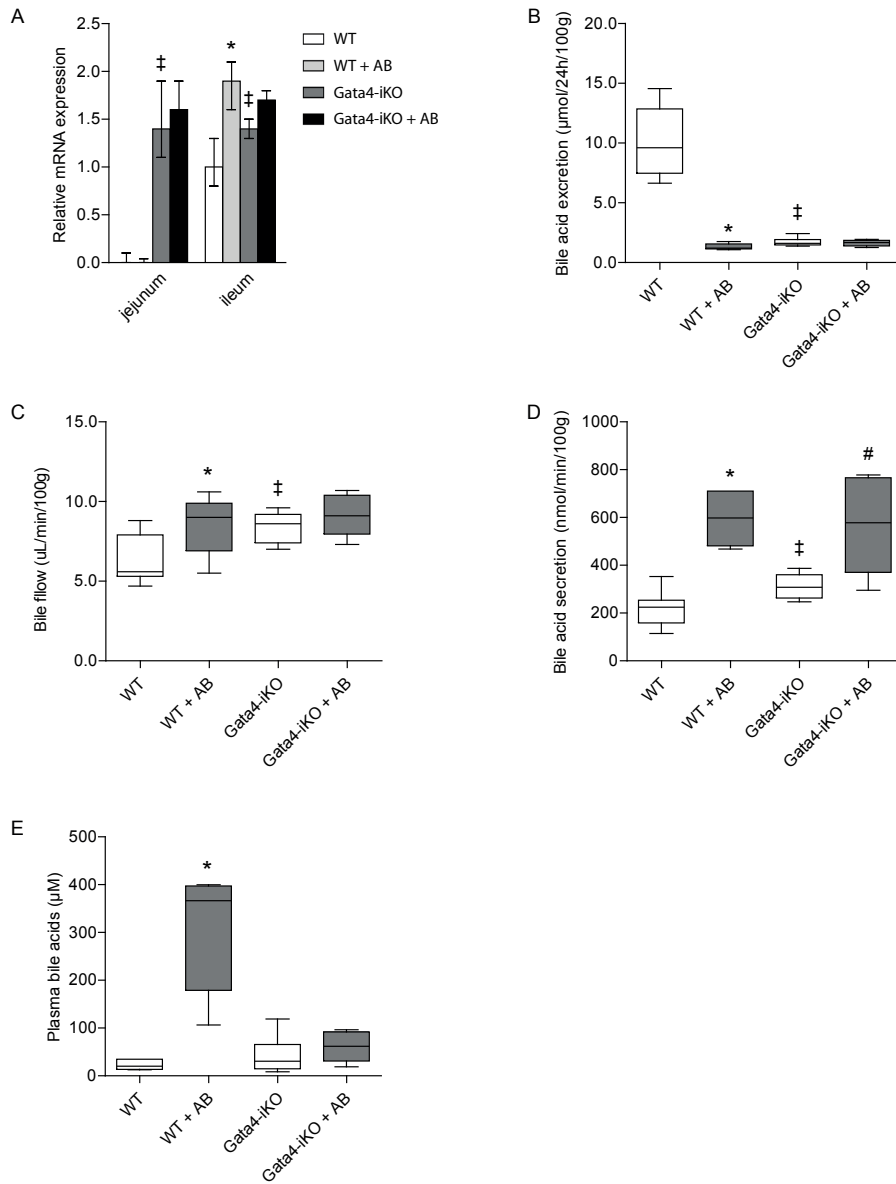 A
Relative mRNA expression
2.5
2.0
1.5
1.0
0.5
0.0
‡
*
‡
jejunum
ileum
WT
WT + AB
Gata4-iKO
Gata4-iKO + AB
B
Bile acid excretion (µmol/24h/100g)
20.0
15.0
10.0
5.0
0.0
*
‡
WT
WT + AB
Gata4-iKO
Gata4-iKO + AB
C
Bile fllow (uL/min/100g)
15.0
10.0
5.0
0.0
*
‡
WT
WT + AB
Gata4-iKO
Gata4-iKO + AB
D
Bile acid secretion (nmol/min/100g)
1000
800
600
400
200
0
*
‡
#
WT
WT + AB
Gata4-iKO
Gata4-iKO + AB
E
Plasma bile acids (µM)
500
400
300
200
100
0
*
WT
WT + AB
Gata4-iKO
Gata4-iKO + AB